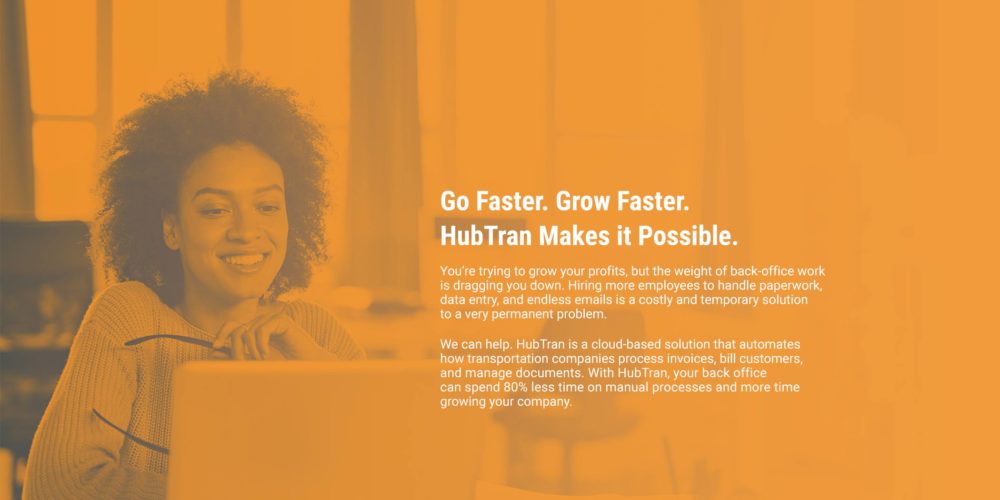 Go Faster. Grow Faster.
HubTran Makes it Possible.
You're trying to grow your profits, but the weight of back-office work
is dragging you down. Hiring more employees to handle paperwork,
data entry, and endless emails is a costly and temporary solution
to a very permanent problem.
We can help. HubTran is a cloud-based solution that automates
how transportation companies process invoices, bill customers,
and manage documents. With HubTran, your back office
can spend 80% less time on manual processes and more time
growing your company.